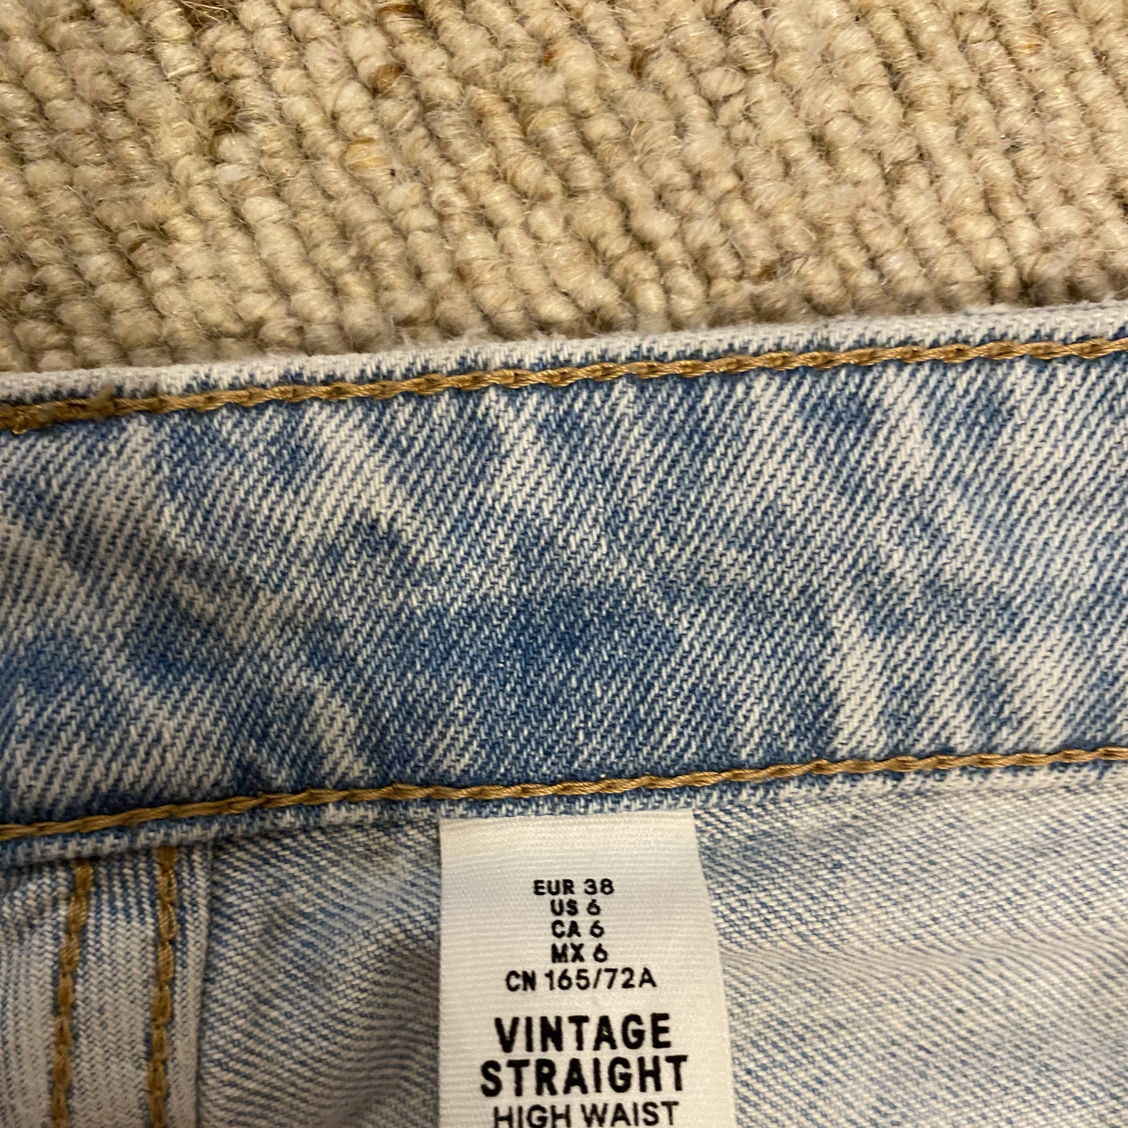 EUR 38
US 6
CA 6
MX 6
CN 165/72A
VINTAGE
STRAIGHT
HIGH WAIST